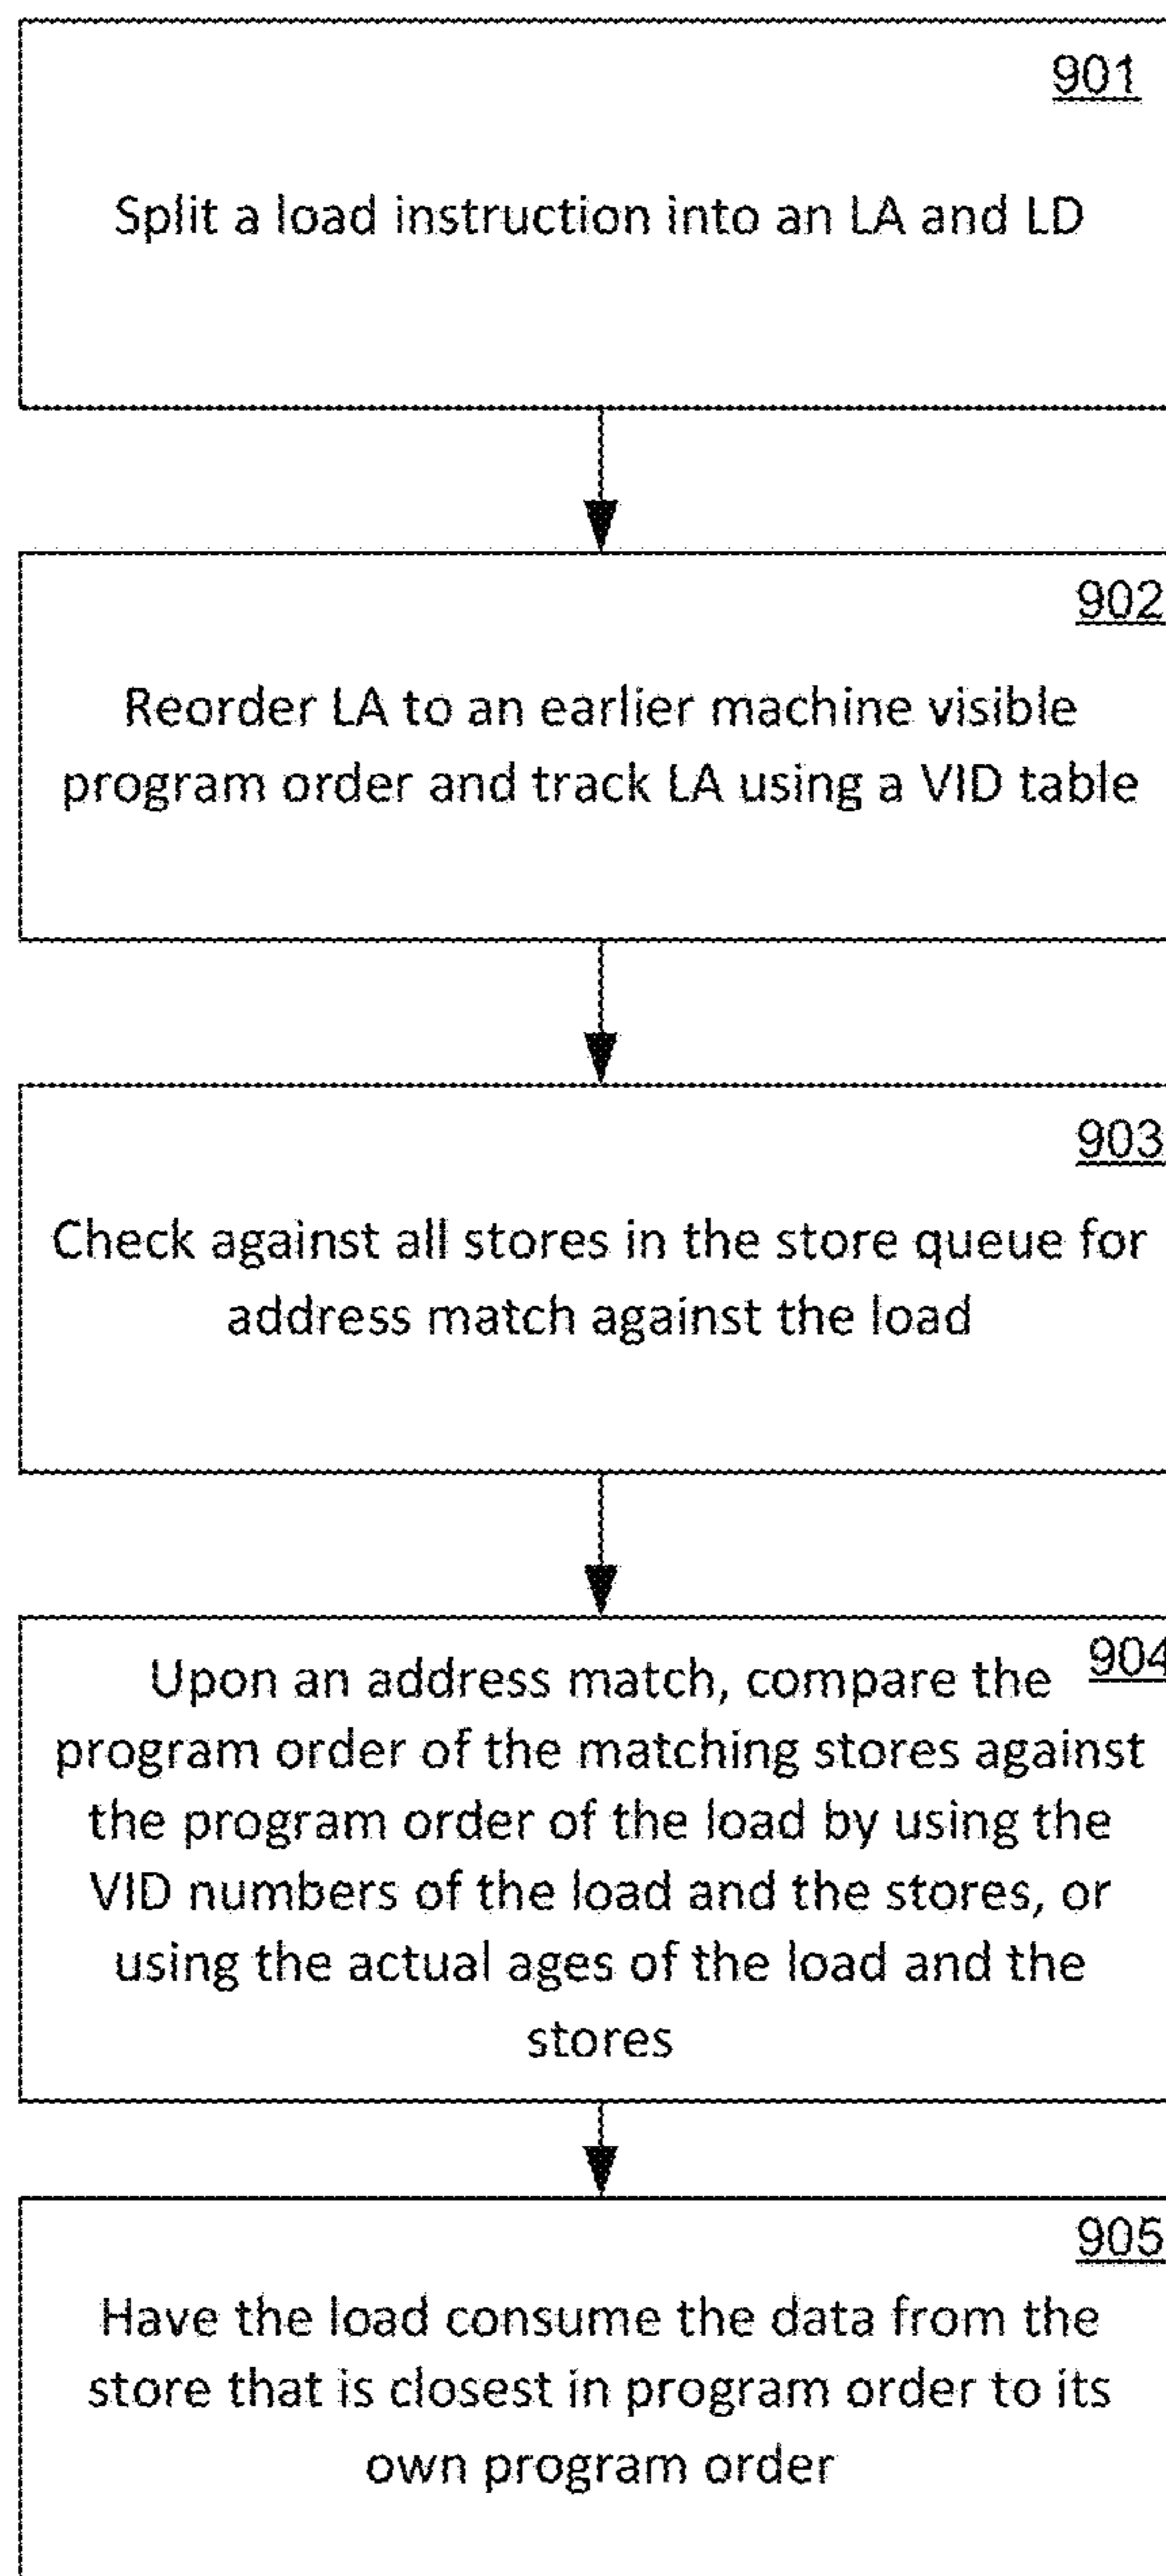 901
Split a load instruction into an LA and LD
902
Reorder LA to an earlier machine visible
program order and track LA using a VID table
903
Check against all stores in the store queue for
address match against the load
904
Upon an address match, compare the
program order of the matching stores against
the program order of the load by using the
VID numbers of the load and the stores, or
using the actual ages of the load and the
stores
905
Have the load consume the data from the
store that is closest in program order to its
own program order